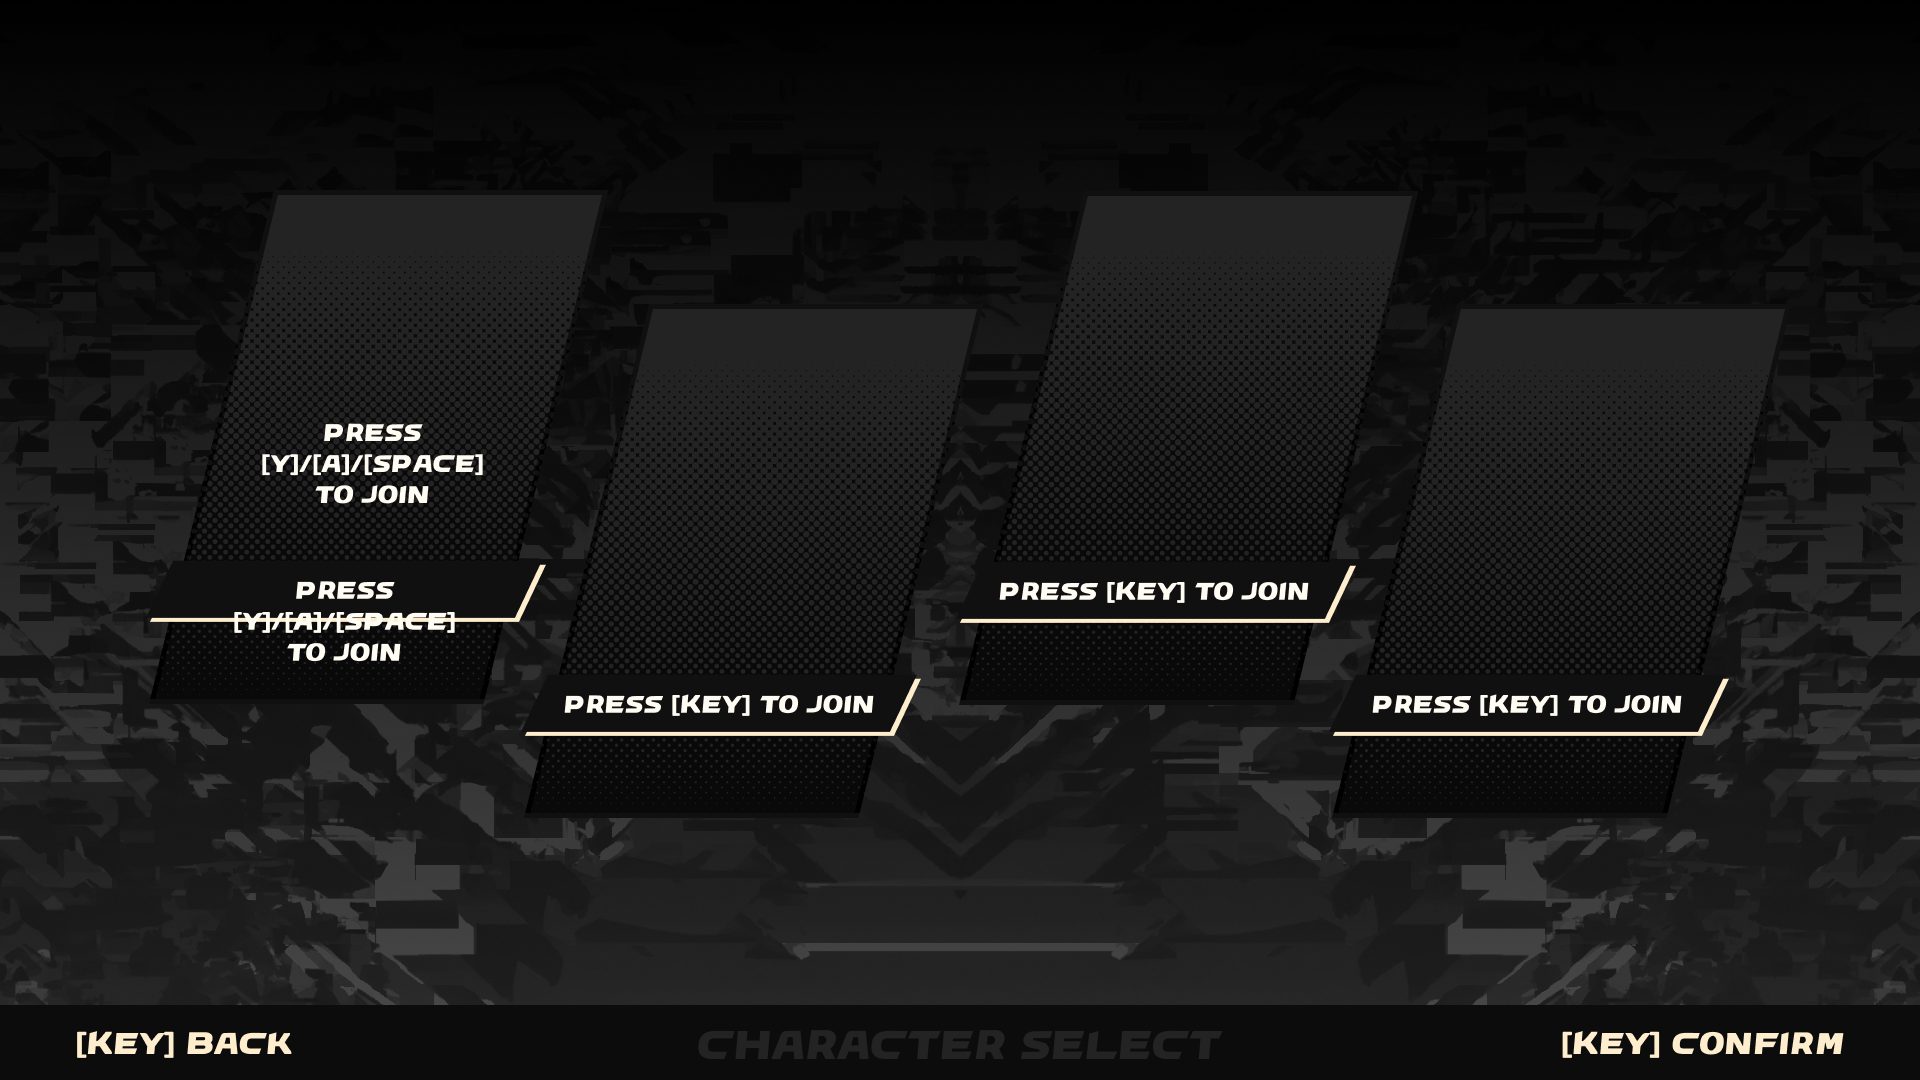 PRESS
[Y]/[A]/[SPACE]
TO JOIN
PRESS
[Y]/[A]/[SPACE]
TO JOIN
PRESS [KEY] TO JOIN
PRESS [KEY] TO JOIN
PRESS [KEY] TO JOIN
[KEY] BACK
CHARACTER SELECT
[KEY] CONFIRM